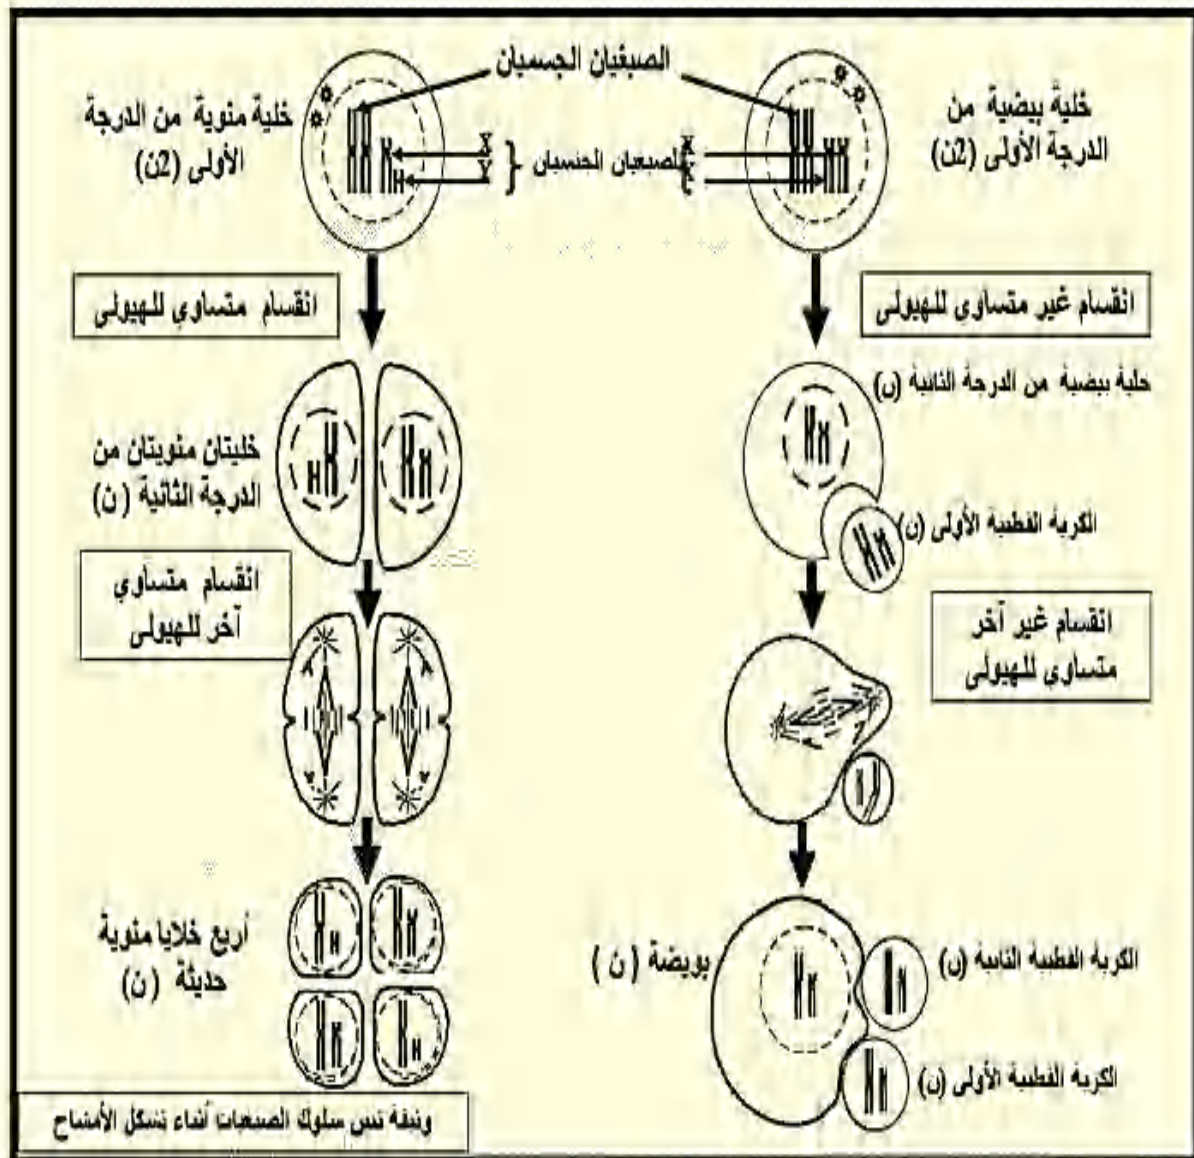 الصبغيان الجسميان
خلية بيضية من
الدرجة الأولى (2ن)
خلية منوية من الدرجة
الأولى (2ن)
الصبغيان الجنسيان
X
Y
انقسام غير متساوي للهيولى
انقسام متساوي للهيولى
خلية بيضية من الدرجة الثانية (ن)
خليتان منويتان من
الدرجة الثانية (ن)
الكرية القطبية الأولى (ن)
انقسام غير آخر
متساوي للهيولى
انقسام متساوي
آخر للهيولى
أربع خلايا منوية
حديثة (ن)
بويضة (ن)
الكرية القطبية الثانية (ن)
الكرية القطبية الأولى (ن)
وثيقة تبين سلوك الصبغيات أثناء تشكل الأمشاج